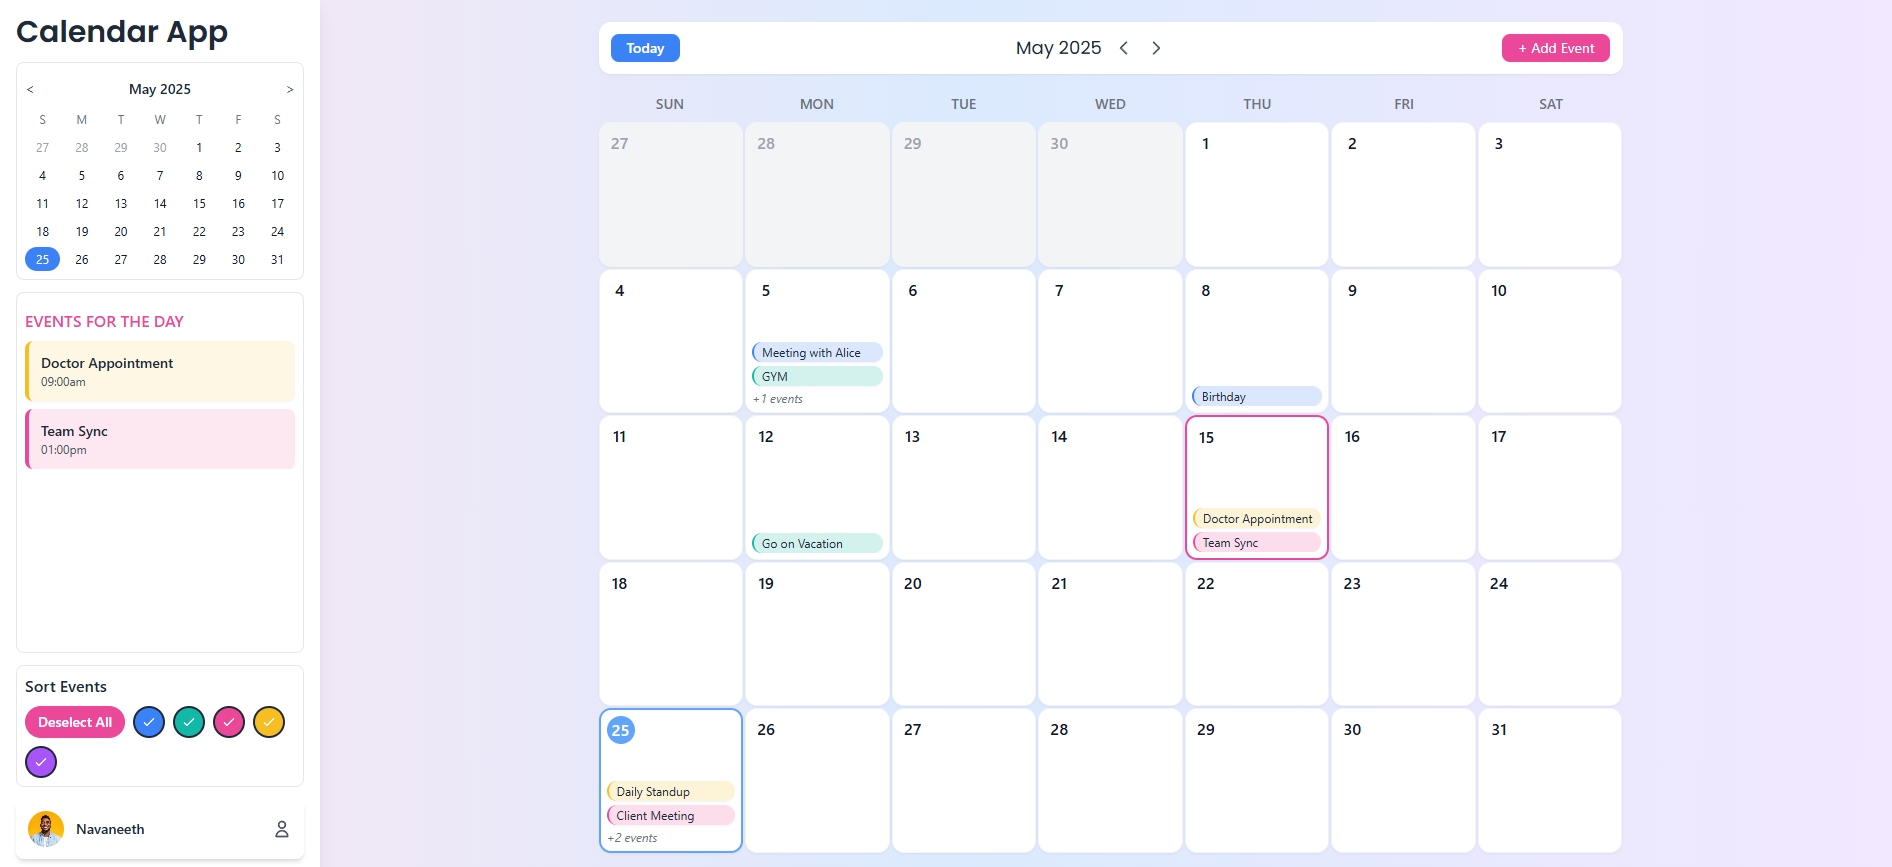 Calendar App
< May 2025 >
S M T W T F S
27 28 29 30 1 2 3
4 5 6 7 8 9 10
11 12 13 14 15 16 17
18 19 20 21 22 23 24
25 26 27 28 29 30 31
EVENTS FOR THE DAY
Doctor Appointment
09:00am
Team Sync
01:00pm
Sort Events
Deselect All
Navaneeth
Today May 2025 + Add Event
SUN MON TUE WED THU FRI SAT
27 28 29 30 1 2 3
4 5 6 7 8 9 10
Meeting with Alice
GYM
+1 events
Birthday
11 12 13 14 15 16 17
Go on Vacation
Doctor Appointment
Team Sync
18 19 20 21 22 23 24
25 26 27 28 29 30 31
Daily Standup
Client Meeting
+2 events